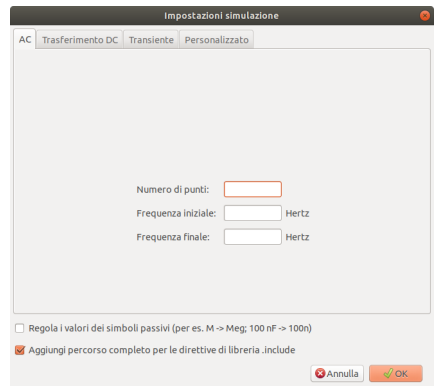 Impostazioni simulazione
AC Trasferimento DC Transiente Personalizzato
Numero di punti:
Frequenza iniziale: Hertz
Frequenza finale: Hertz
Regola i valori dei simboli passivi (per es. M -> Meg; 100 nF -> 100n)
Aggiungi percorso completo per le direttive di libreria .include
Annulla OK